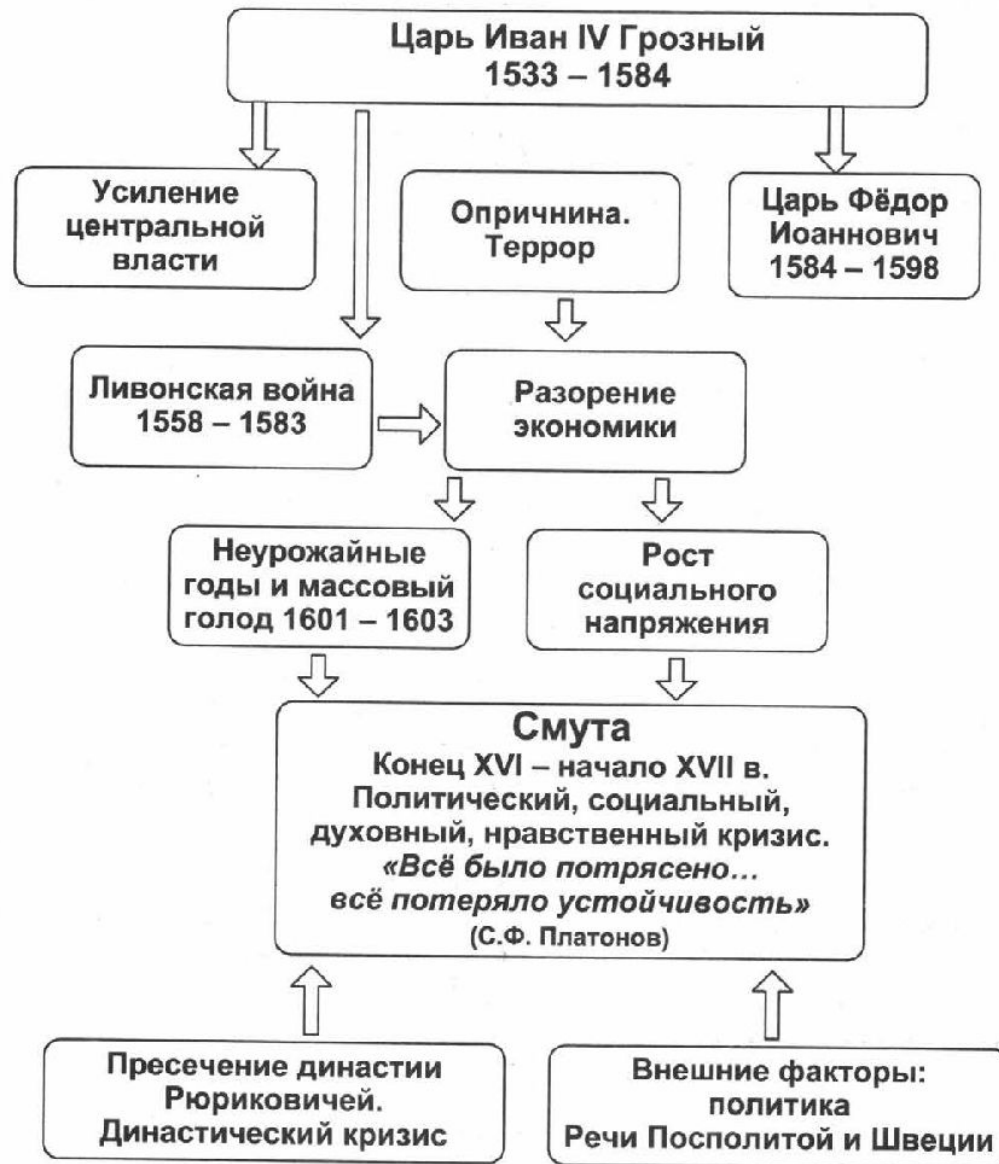 Царь Иван IV Грозный
1533 – 1584
Усиление
центральной
власти
Опричнина.
Террор
Царь Фёдор
Иоаннович
1584 – 1598
Ливонская война
1558 – 1583
Разорение
экономики
Неурожайные
годы и массовый
голод 1601 – 1603
Рост
социального
напряжения
Смута
Конец XVI – начало XVII в.
Политический, социальный,
духовный, нравственный кризис.
«Всё было потрясено...
всё потеряло устойчивость»
(С.Ф. Платонов)
Пресечение династии
Рюриковичей.
Династический кризис
Внешние факторы:
политика
Речи Посполитой и Швеции